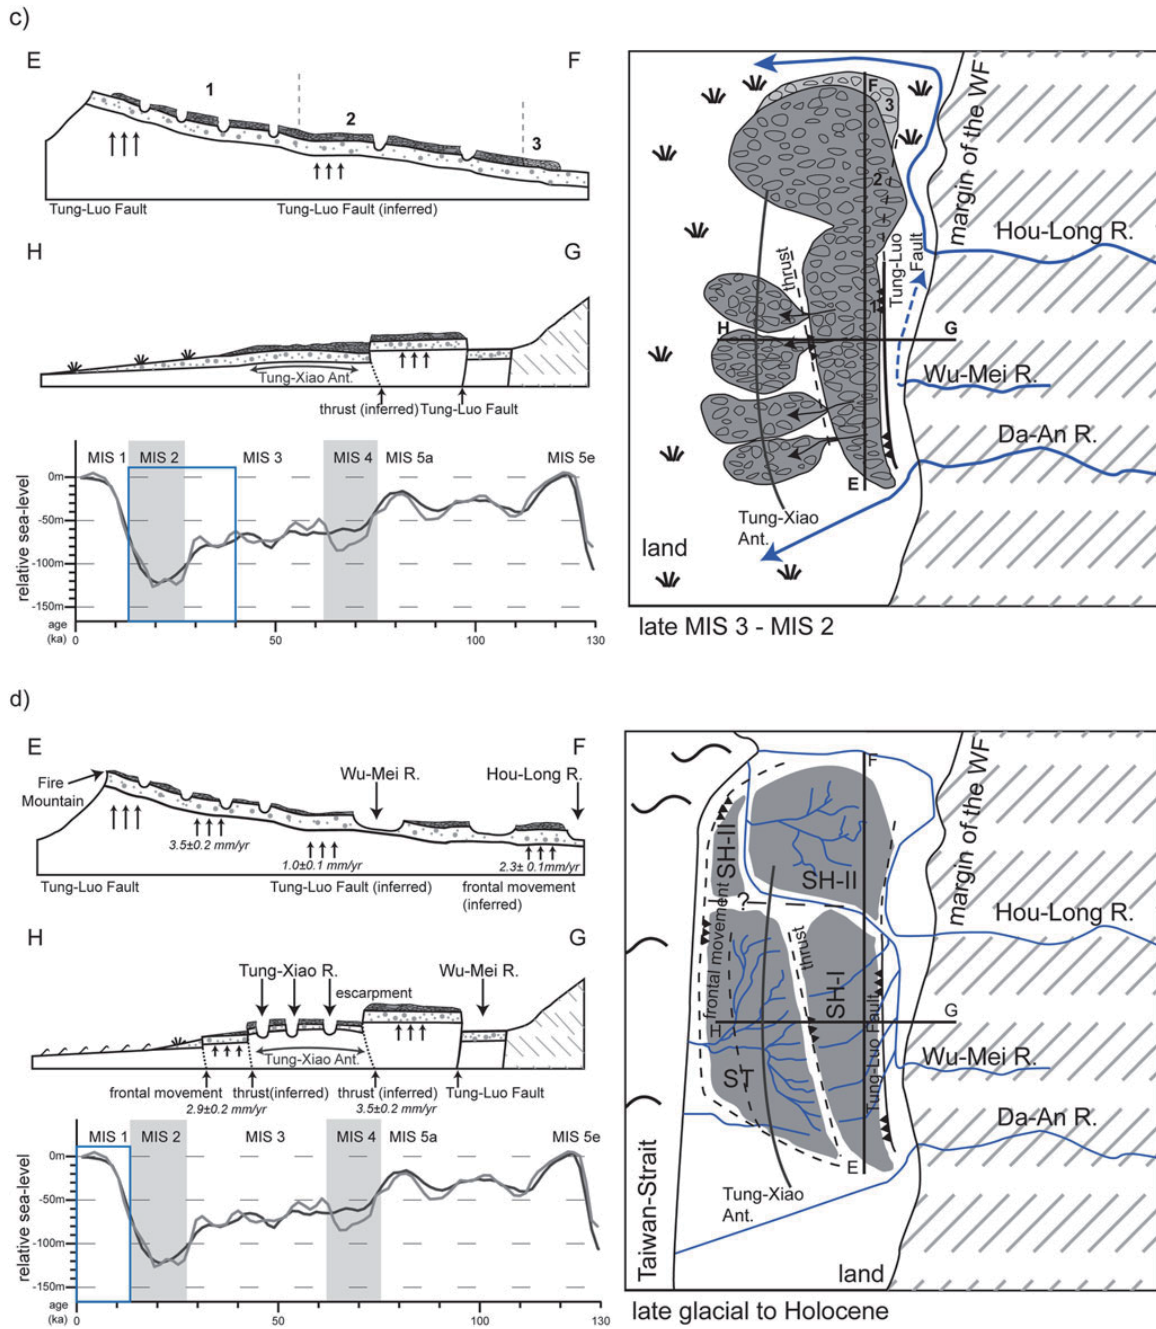 c)
E
F
1
2
3
Tung-Luo Fault
Tung-Luo Fault (inferred)
H
G
Tung-Xiao Ant.
thrust (inferred)
Tung-Luo Fault
MIS 1
MIS 2
MIS 3
MIS 4
MIS 5a
MIS 5e
relative sea-level
0m
-50m
-100m
-150m
age
(ka)
0
50
100
130
F
3
2
margin of the WF
Hou-Long R.
Tung-Luo
Fault
thrust
1
H
G
Wu-Mei R.
Da-An R.
E
Tung-Xiao
Ant.
land
late MIS 3 - MIS 2
d)
E
F
Fire
Mountain
Wu-Mei R.
Hou-Long R.
3.5±0.2 mm/yr
1.0±0.1 mm/yr
2.3± 0.1mm/yr
Tung-Luo Fault
Tung-Luo Fault (inferred)
frontal movement
(inferred)
H
G
Tung-Xiao R.
Wu-Mei R.
escarpment
Tung-Xiao Ant.
frontal movement
2.9±0.2 mm/yr
thrust(inferred)
thrust (inferred)
3.5±0.2 mm/yr
Tung-Luo Fault
MIS 1
MIS 2
MIS 3
MIS 4
MIS 5a
MIS 5e
relative sea-level
0m
-50m
-100m
-150m
age
(ka)
0
50
100
130
F
margin of the WF
SH-II
SH-II
?
Hou-Long R.
frontal movement
thrust
SH-I
Tung-Luo Fault
H
G
Wu-Mei R.
ST
Da-An R.
E
Tung-Xiao
Ant.
Taiwan-Strait
land
late glacial to Holocene